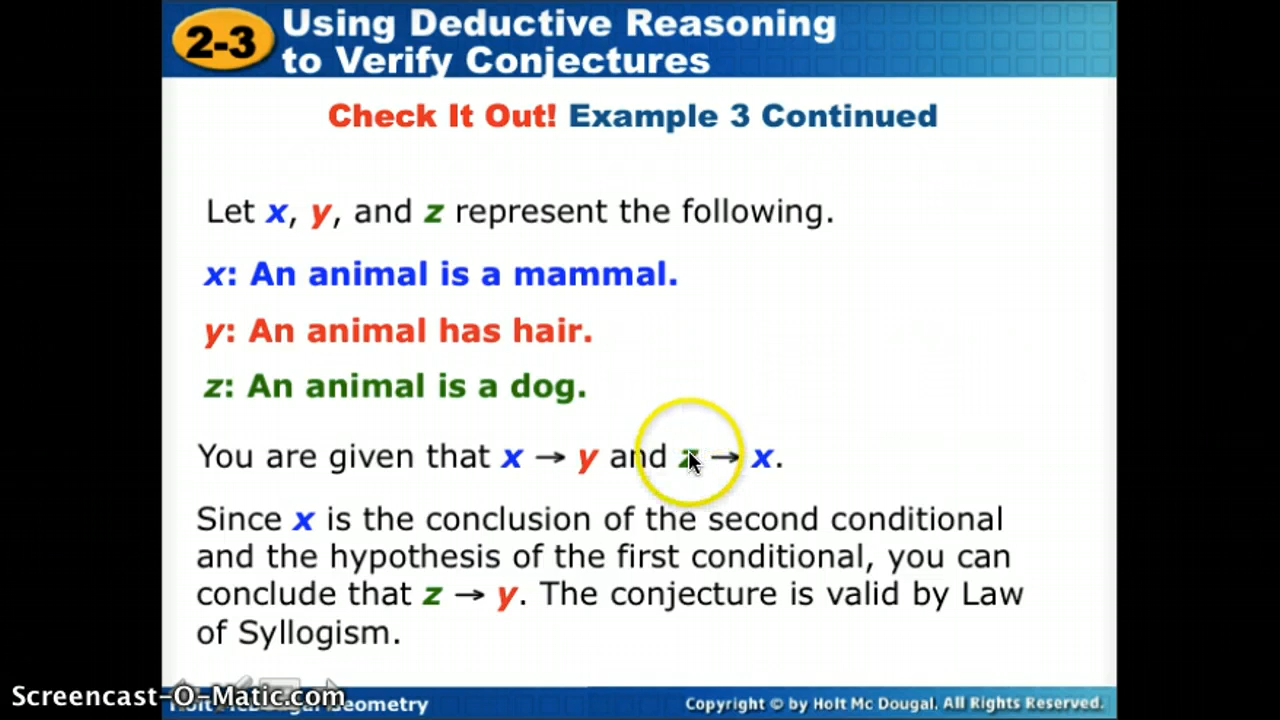 2-3
Using Deductive Reasoning
to Verify Conjectures
Check It Out! Example 3 Continued
Let x, y, and z represent the following.
x: An animal is a mammal.
y: An animal has hair.
z: An animal is a dog.
You are given that x → y and z → x.
Since x is the conclusion of the second conditional
and the hypothesis of the first conditional, you can
conclude that z → y. The conjecture is valid by Law
of Syllogism.
Screencast-O-Matic.com
Holt McDougal Geometry
Copyright © by Holt Mc Dougal. All Rights Reserved.